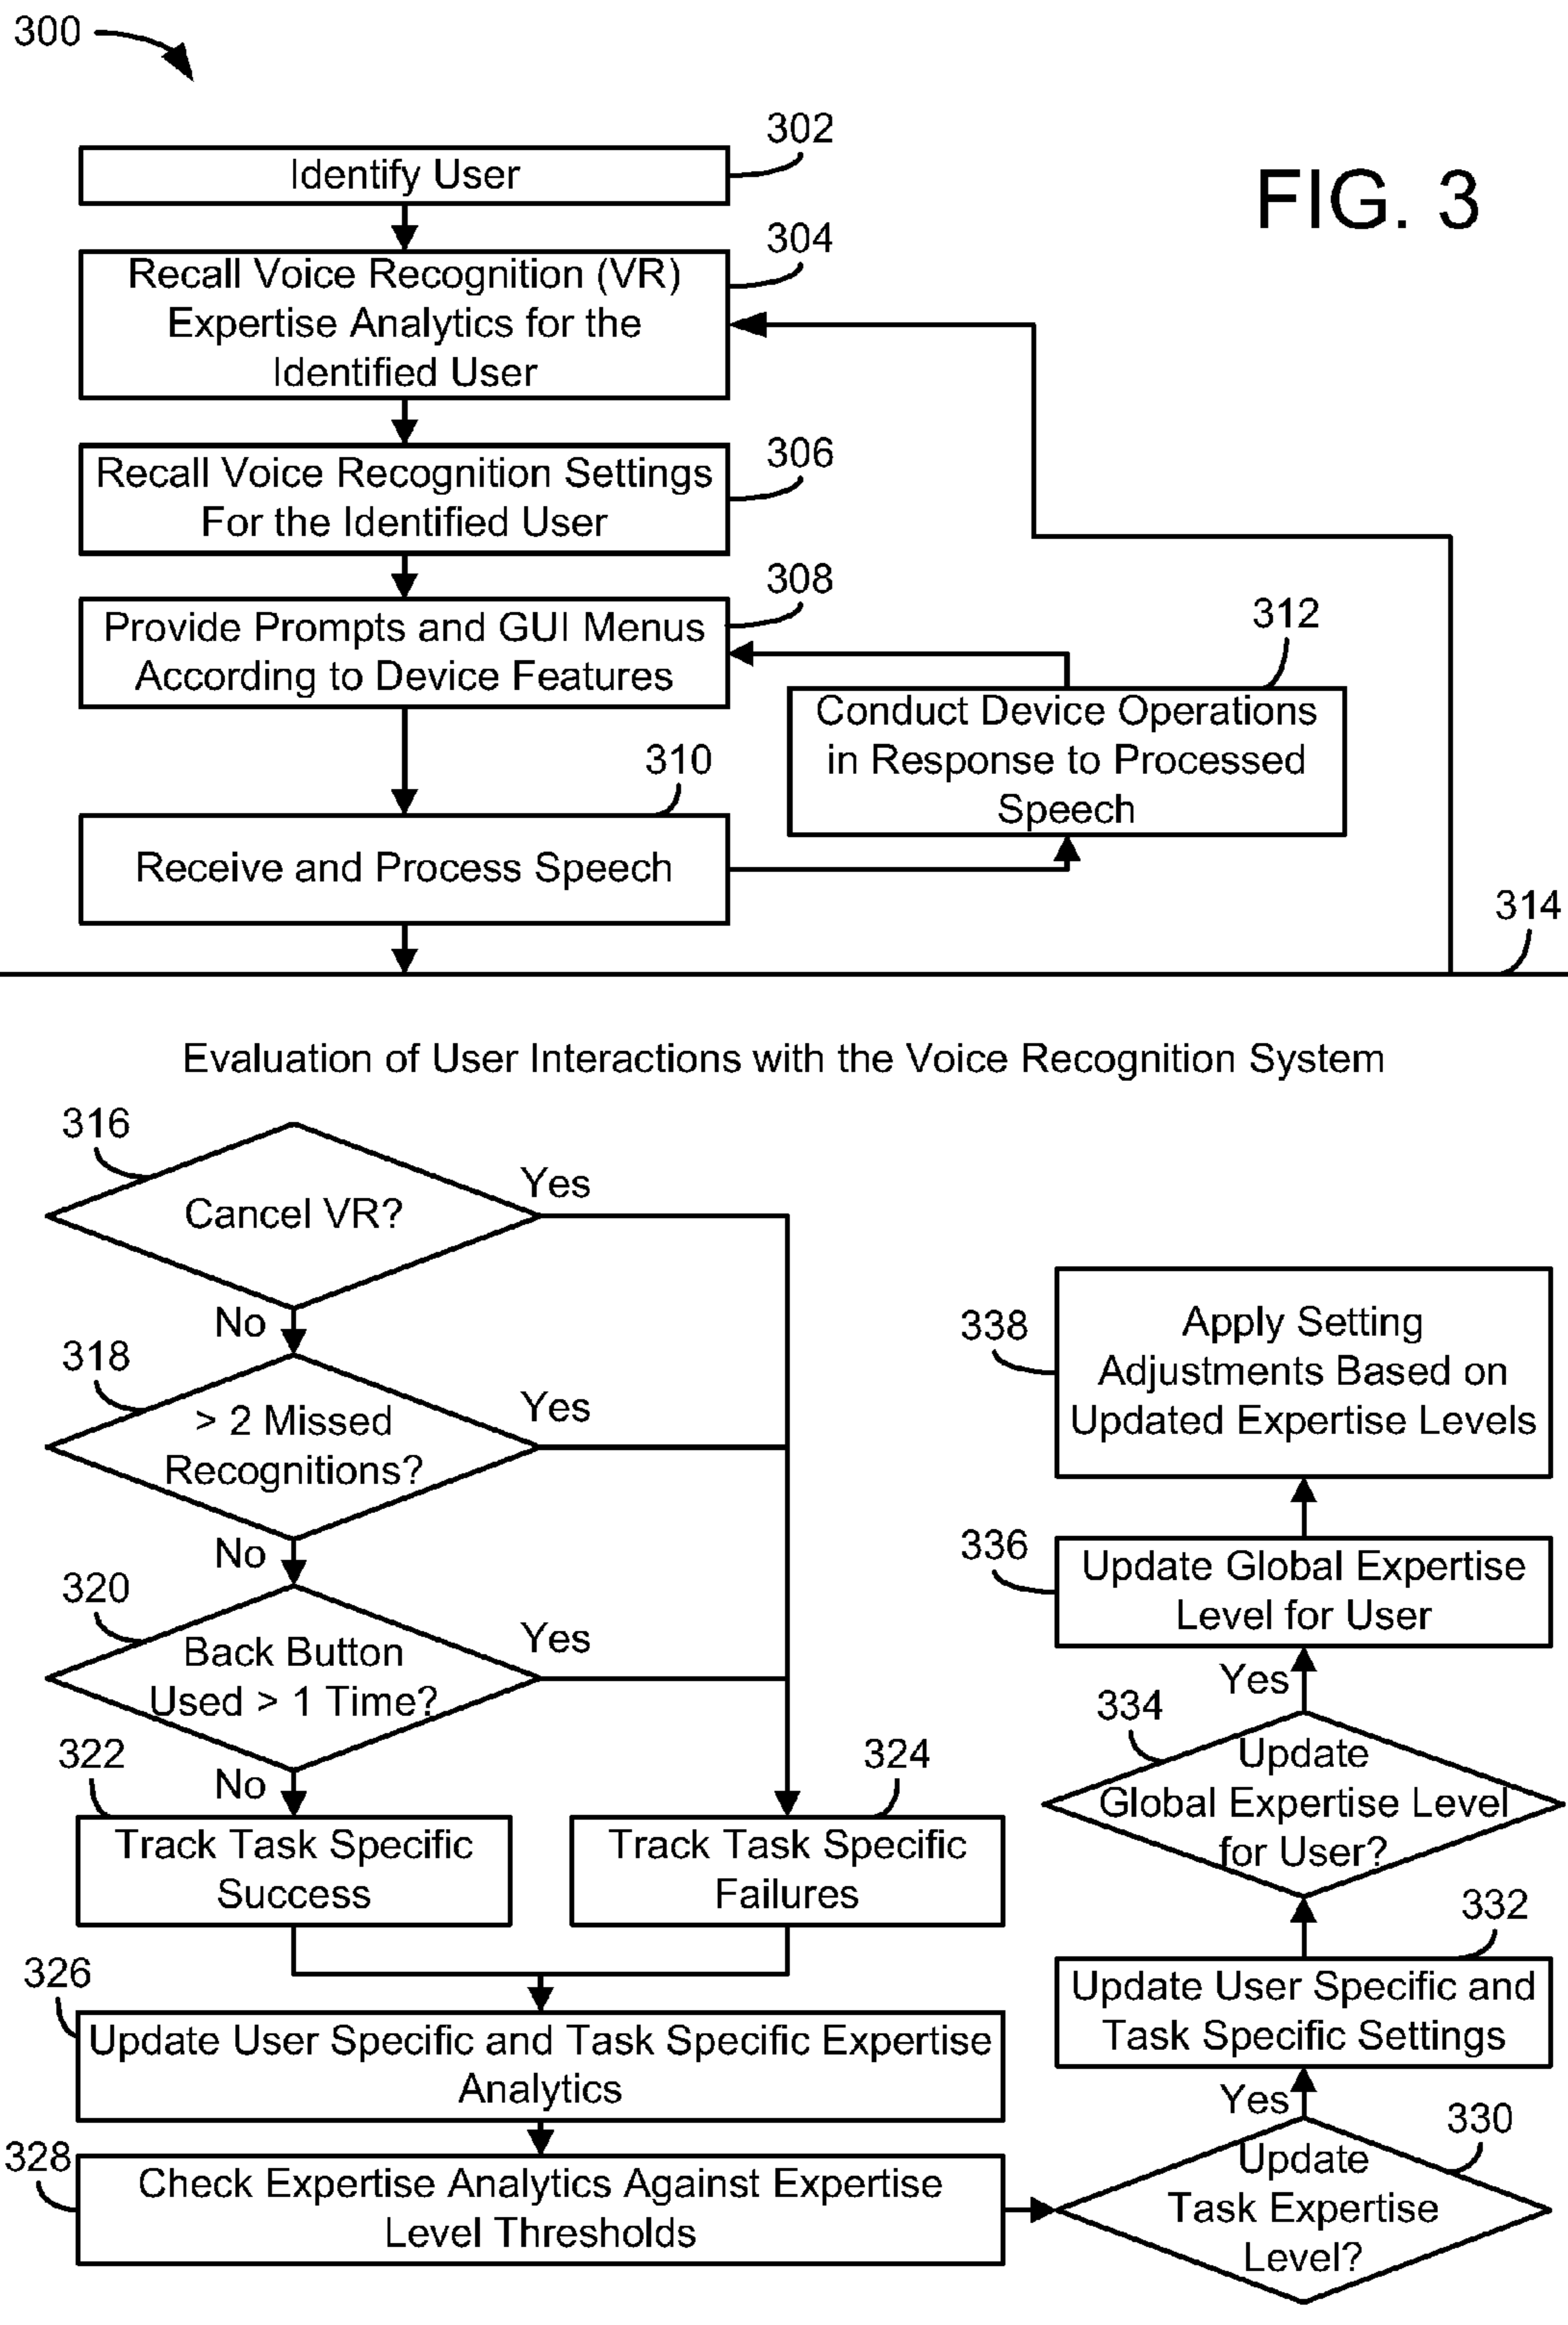 300
302
Identify User
FIG. 3
304
Recall Voice Recognition (VR)
Expertise Analytics for the
Identified User
306
Recall Voice Recognition Settings
For the Identified User
308
Provide Prompts and GUI Menus
According to Device Features
312
Conduct Device Operations
in Response to Processed
Speech
310
Receive and Process Speech
314
Evaluation of User Interactions with the Voice Recognition System
316
Cancel VR?
Yes
No
318
> 2 Missed
Recognitions?
Yes
No
320
Back Button
Used > 1 Time?
Yes
No
322
Track Task Specific
Success
324
Track Task Specific
Failures
326
Update User Specific and Task Specific Expertise
Analytics
328
Check Expertise Analytics Against Expertise
Level Thresholds
338
Apply Setting
Adjustments Based on
Updated Expertise Levels
336
Update Global Expertise
Level for User
Yes
334
Update
Global Expertise Level
for User?
332
Update User Specific and
Task Specific Settings
Yes
330
Update
Task Expertise
Level?